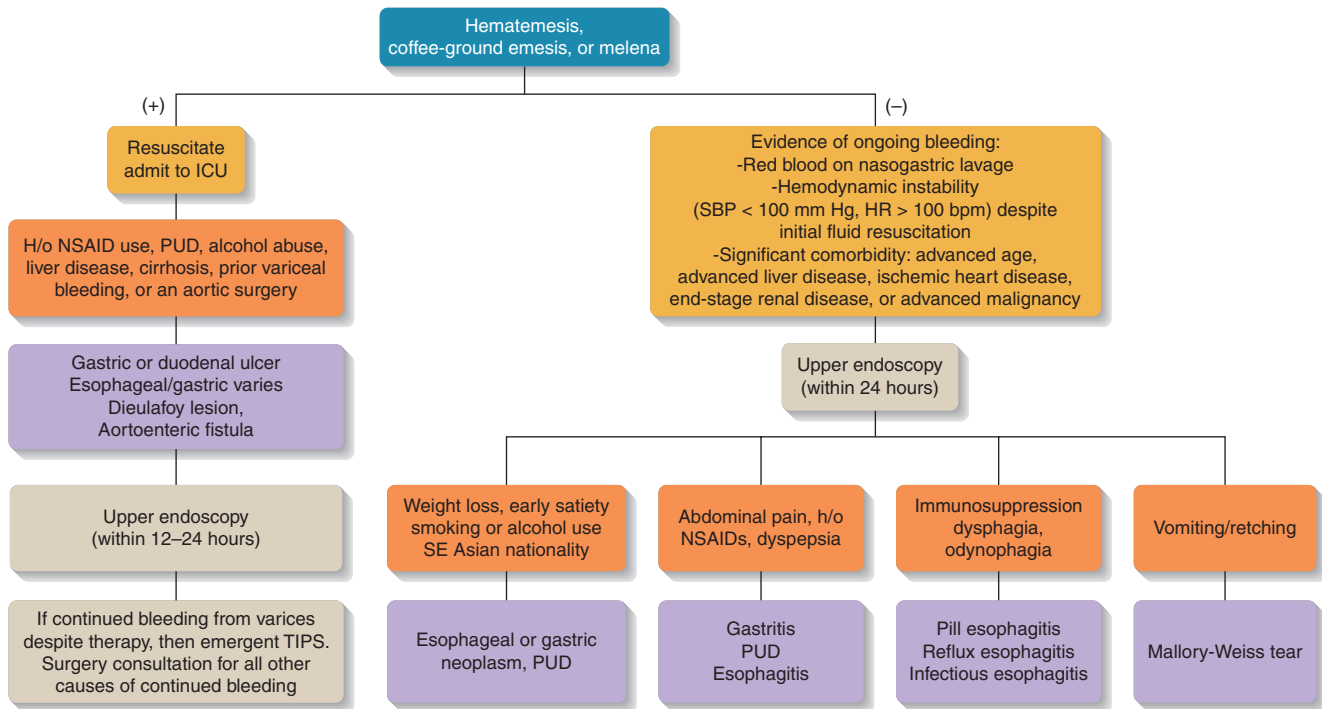 Hematemesis,
coffee-ground emesis, or melena
(+)
Resuscitate
admit to ICU
H/o NSAID use, PUD, alcohol abuse,
liver disease, cirrhosis, prior variceal
bleeding, or an aortic surgery
Gastric or duodenal ulcer
Esophageal/gastric varies
Dieulafoy lesion,
Aortoenteric fistula
Upper endoscopy
(within 12–24 hours)
If continued bleeding from varices
despite therapy, then emergent TIPS.
Surgery consultation for all other
causes of continued bleeding
(–)
Evidence of ongoing bleeding:
-Red blood on nasogastric lavage
-Hemodynamic instability
(SBP < 100 mm Hg, HR > 100 bpm) despite
initial fluid resuscitation
-Significant comorbidity: advanced age,
advanced liver disease, ischemic heart disease,
end-stage renal disease, or advanced malignancy
Upper endoscopy
(within 24 hours)
Weight loss, early satiety
smoking or alcohol use
SE Asian nationality
Esophageal or gastric
neoplasm, PUD
Abdominal pain, h/o
NSAIDs, dyspepsia
Gastritis
PUD
Esophagitis
Immunosuppression
dysphagia,
odynophagia
Pill esophagitis
Reflux esophagitis
Infectious esophagitis
Vomiting/retching
Mallory-Weiss tear